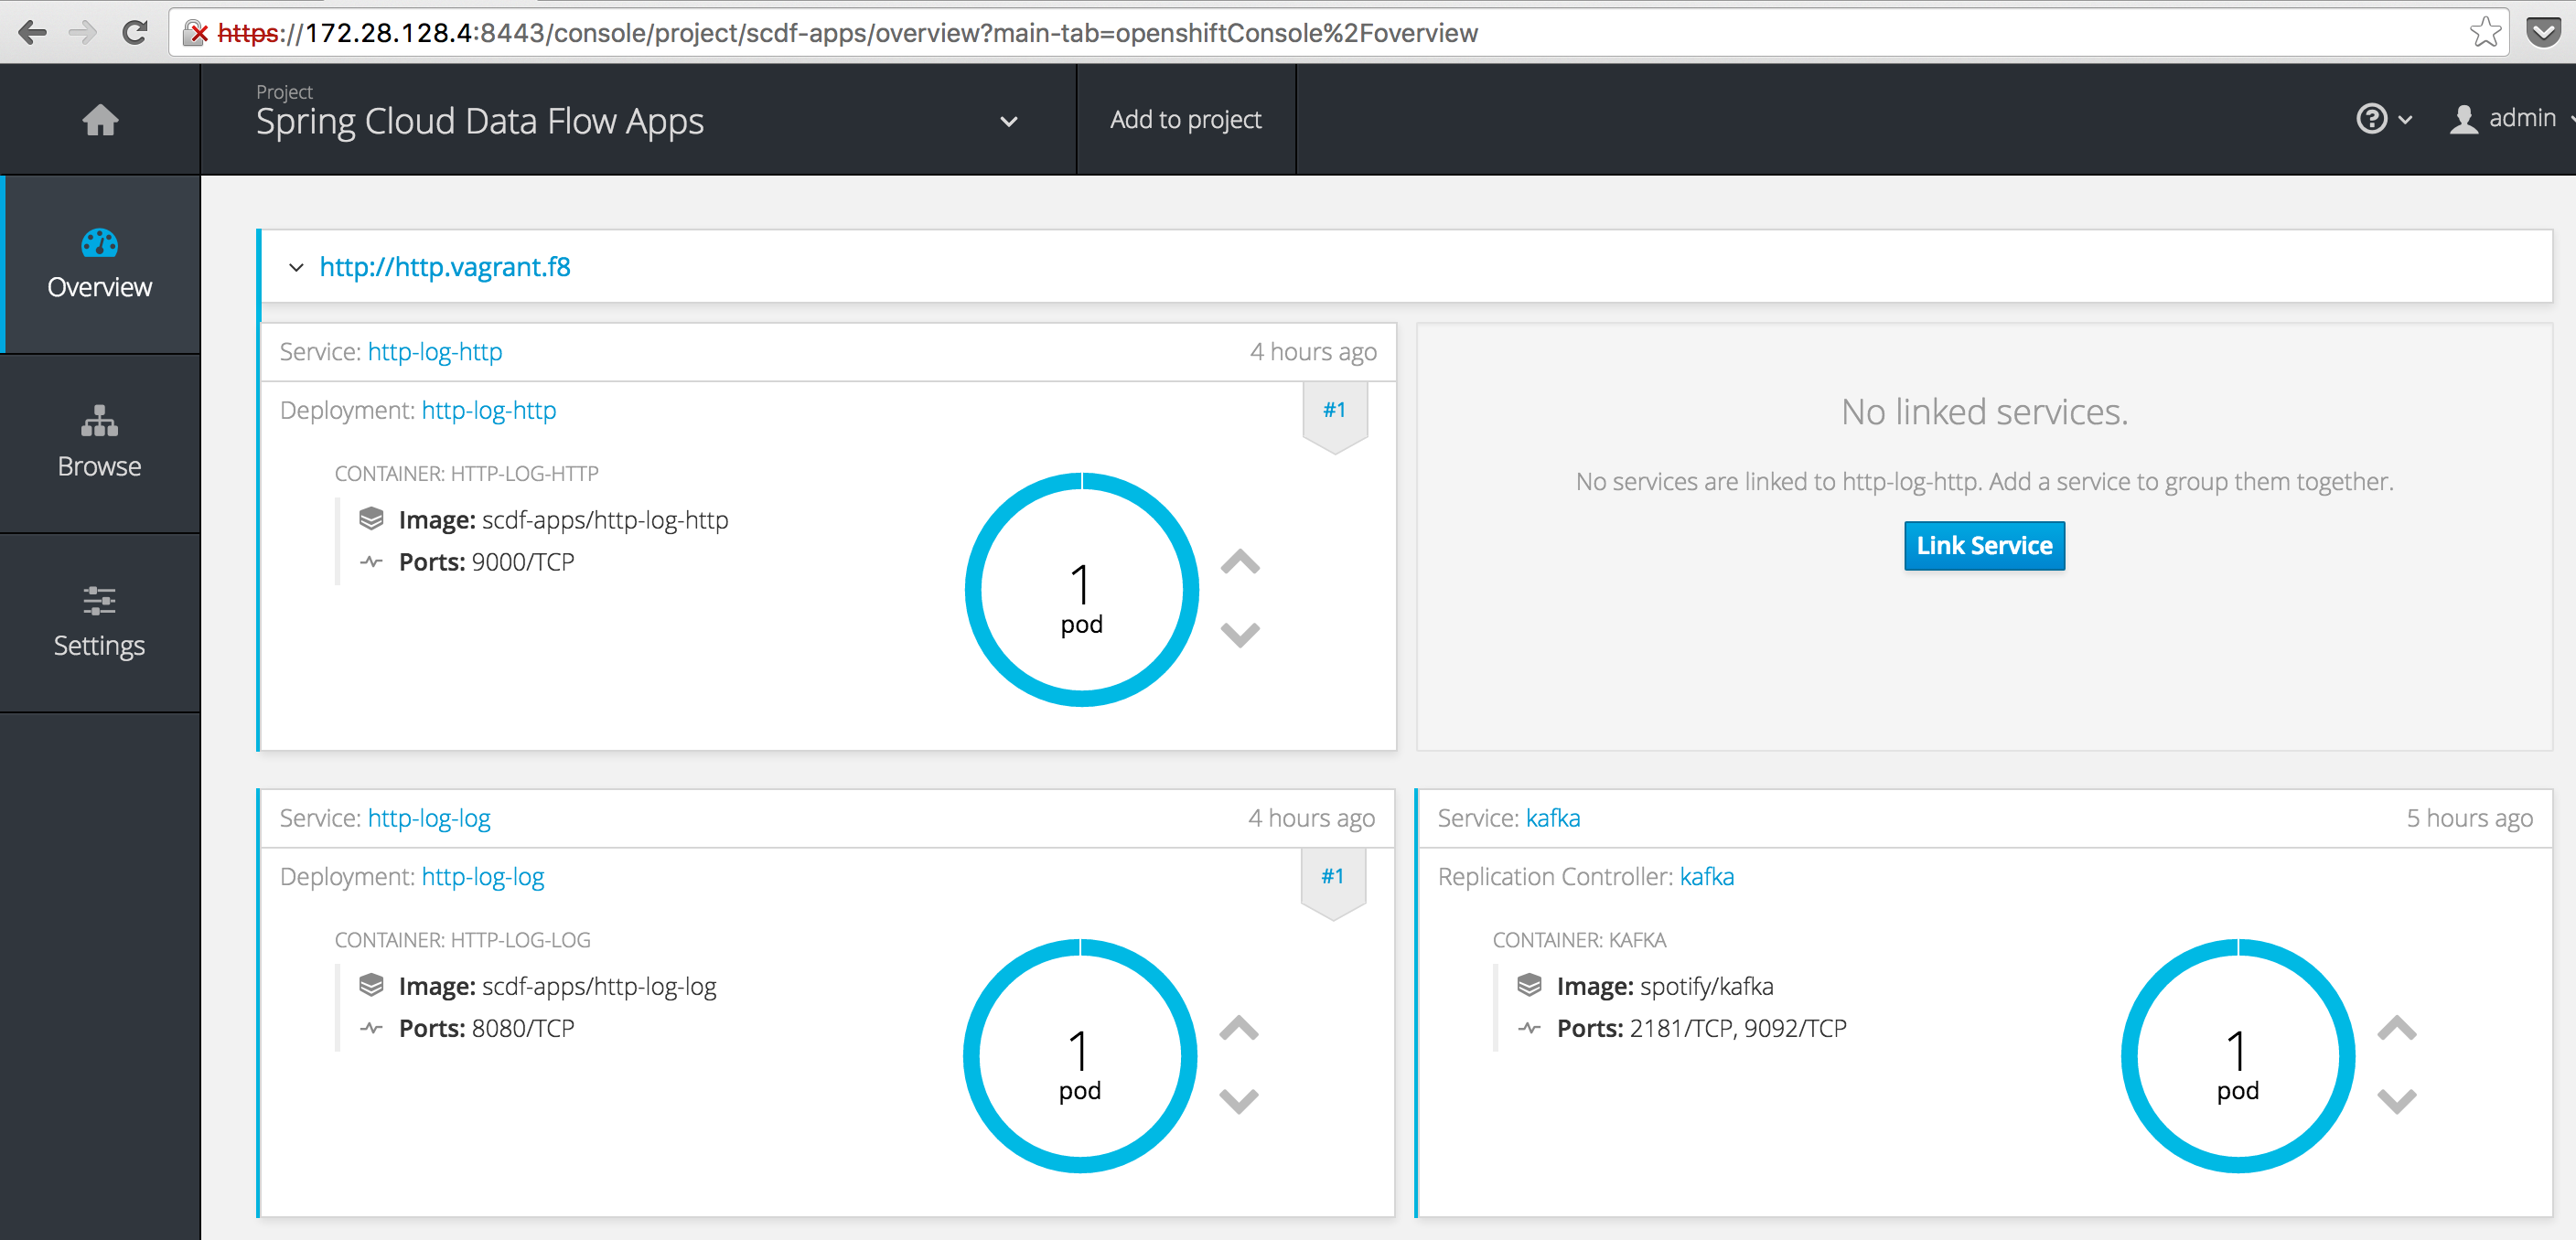 https://172.28.128.4:8443/console/project/scdf-apps/overview?main-tab=openshiftConsole%2Foverview
Project
Spring Cloud Data Flow Apps
Add to project
admin
Overview
Browse
Settings
http://http.vagrant.f8
Service: http-log-http
4 hours ago
Deployment: http-log-http
#1
CONTAINER: HTTP-LOG-HTTP
Image: scdf-apps/http-log-http
Ports: 9000/TCP
1
pod
No linked services.
No services are linked to http-log-http. Add a service to group them together.
Link Service
Service: http-log-log
4 hours ago
Deployment: http-log-log
#1
CONTAINER: HTTP-LOG-LOG
Image: scdf-apps/http-log-log
Ports: 8080/TCP
1
pod
Service: kafka
5 hours ago
Replication Controller: kafka
CONTAINER: KAFKA
Image: spotify/kafka
Ports: 2181/TCP, 9092/TCP
1
pod